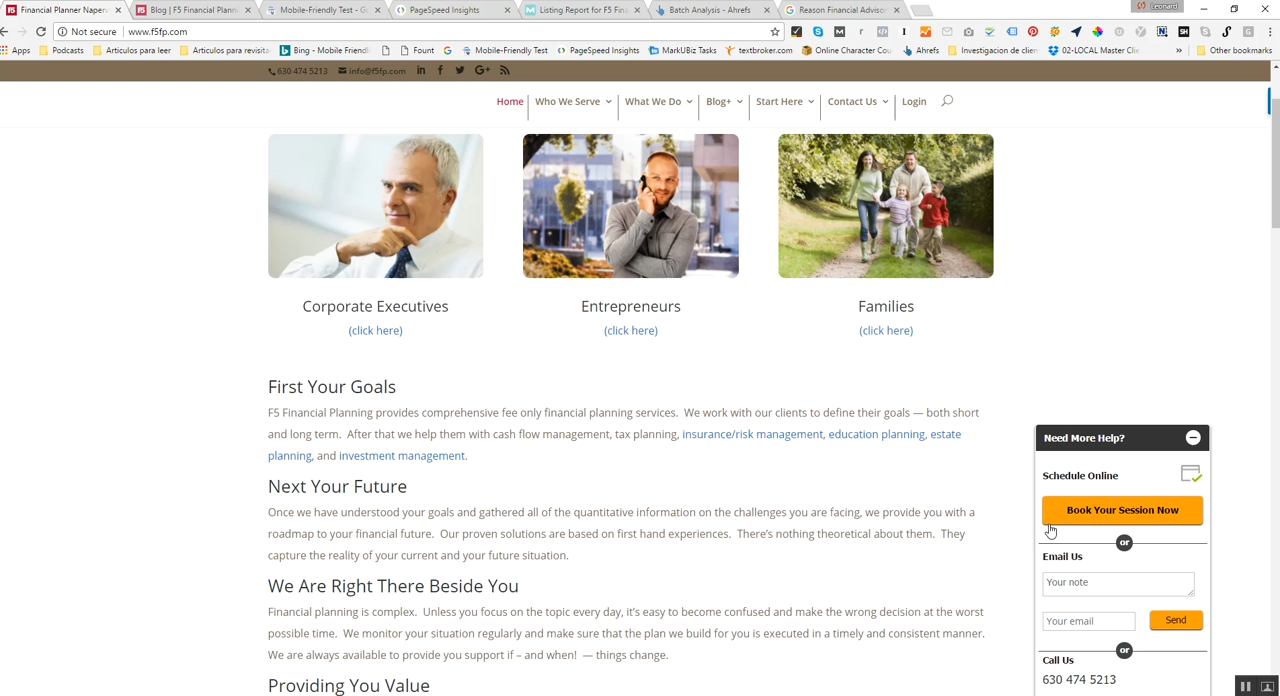 Financial Planner Naper
Blog | F5 Financial Plann
Mobile-Friendly Test - G
PageSpeed Insights
Listing Report for F5 Fin
Batch Analysis - Ahrefs
Reason Financial Advisor
Leonard
Not secure
www.f5fp.com
Apps
Podcasts
Articulos para leer
Articulos para revisita
Bing - Mobile Friendl
Fount
Mobile-Friendly Test
PageSpeed Insights
MarkUBiz Tasks
textbroker.com
Online Character Cou
Ahrefs
Investigacion de clien
02-LOCAL Master Clie
»
Other bookmarks
630 474 5213
info@f5fp.com
Home
Who We Serve
What We Do
Blog+
Start Here
Contact Us
Login
Corporate Executives
Entrepreneurs
Families
(click here)
(click here)
(click here)
First Your Goals
F5 Financial Planning provides comprehensive fee only financial planning services. We work with our clients to define their goals — both short
and long term. After that we help them with cash flow management, tax planning, insurance/risk management, education planning, estate
planning, and investment management.
Next Your Future
Once we have understood your goals and gathered all of the quantitative information on the challenges you are facing, we provide you with a
roadmap to your financial future. Our proven solutions are based on first hand experiences. There's nothing theoretical about them. They
capture the reality of your current and your future situation.
We Are Right There Beside You
Financial planning is complex. Unless you focus on the topic every day, it's easy to become confused and make the wrong decision at the worst
possible time. We monitor your situation regularly and make sure that the plan we build for you is executed in a timely and consistent manner.
We are always available to provide you support if – and when! — things change.
Providing You Value
Need More Help?
Schedule Online
Book Your Session Now
or
Email Us
Your note
Your email
Send
or
Call Us
630 474 5213